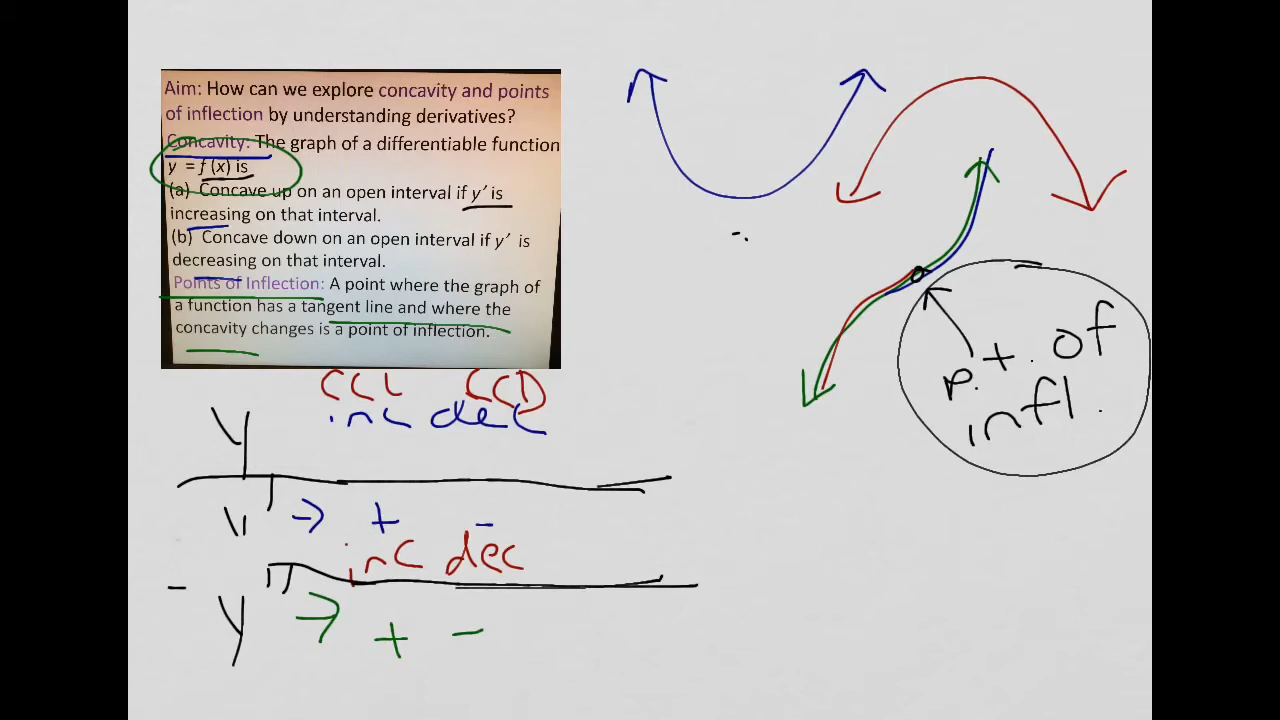 Aim: How can we explore concavity and points
of inflection by understanding derivatives?
Concavity: The graph of a differentiable function
y = f (x) is
(a) Concave up on an open interval if y' is
increasing on that interval.
(b) Concave down on an open interval if y' is
decreasing on that interval.
Points of Inflection: A point where the graph of
a function has a tangent line and where the
concavity changes is a point of inflection.
p.t. of
infl.
CCU CCD
inc dec
y
y' → + -
inc dec
y'' → + -